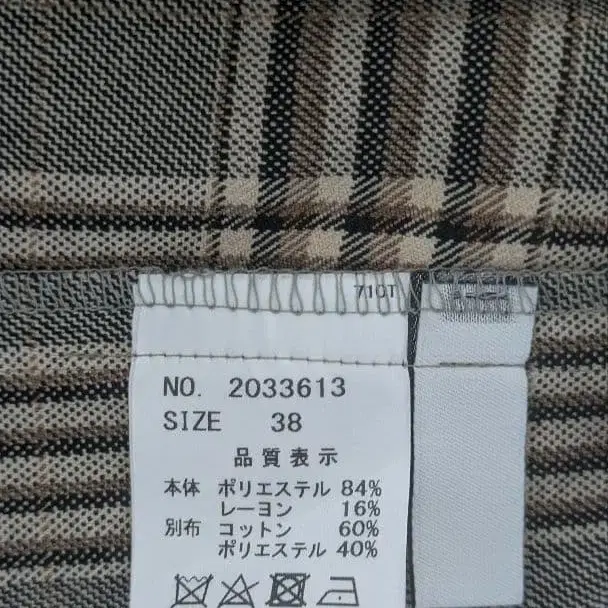 710T
NO. 2033613
SIZE 38
品質表示
本体 ポリエステル 84%
レーヨン 16%
別布 コットン 60%
ポリエステル 40%